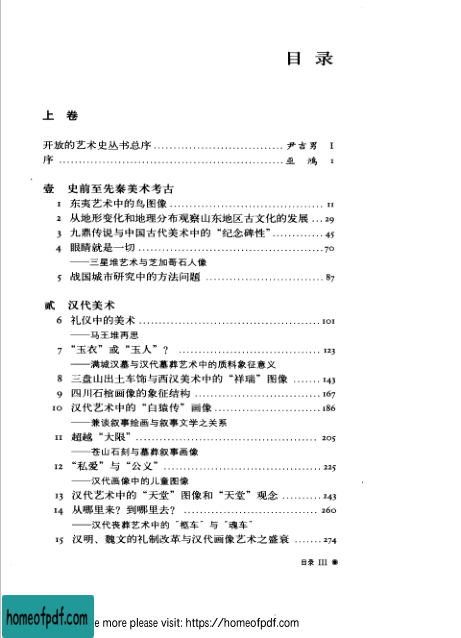 目 录
上 卷
开放的艺术史丛书总序................................尹吉男 I
序 ........................................................巫 鸿 1
壹 史前至先秦美术考古
1 东夷艺术中的鸟图像......................................11
2 从地形变化和地理分布观察山东地区古文化的发展...29
3 九鼎传说与中国古代美术中的“纪念碑性”............45
4 眼睛就是一切..............................................70
——三星堆艺术与芝加哥石人像
5 战国城市研究中的方法问题..............................87
贰 汉代美术
6 礼仪中的美术..............................................101
——马王堆再思
7 “玉衣”或“玉人”？....................................123
——满城汉墓与汉代墓葬艺术中的质料象征意义
8 三盘山出土车饰与西汉美术中的“祥瑞”图像.......143
9 四川石棺画像的象征结构................................167
10 汉代艺术中的“白猿传”画像...........................186
——兼谈叙事绘画与叙事文学之关系
11 超越“大限”..............................................205
——苍山石刻与墓葬叙事画像
12 “私爱”与“公义”.......................................225
——汉代画像中的儿童图像
13 汉代艺术中的“天堂”图像和“天堂”观念..........243
14 从哪里来？到哪里去？..................................260
——汉代丧葬艺术中的“柩车”与“魂车”
15 汉明、魏文的礼制改革与汉代画像艺术之盛衰.......274
目录 III
homeofpdf.com
e more please visit: https://homeofpdf.com